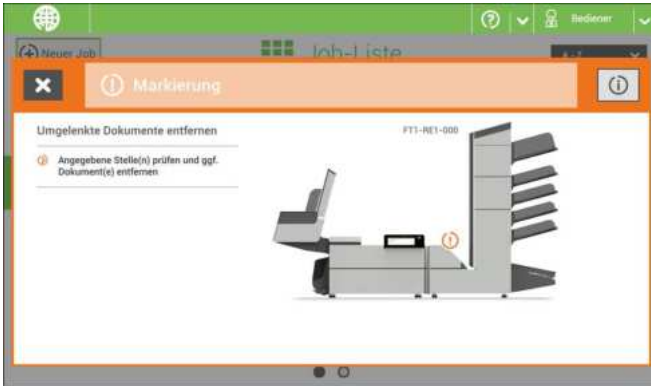 Bediener
Neuer Job
Job-Liste
A - Z
Markierung
Umgelenkte Dokumente entfernen
FT1-RE1-000
Angegebene Stelle(n) prüfen und ggf.
Dokument(e) entfernen